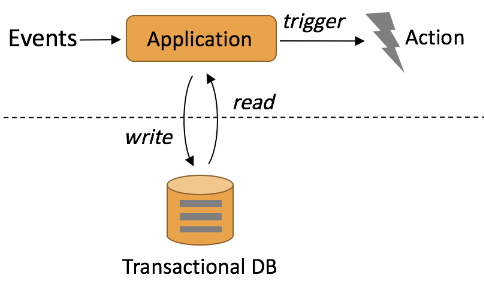 Events
Application
trigger
Action
read
write
Transactional DB